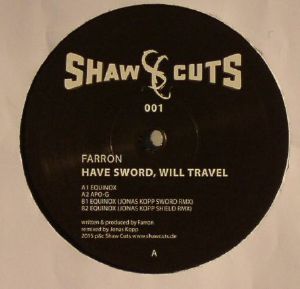 SHAW CUTS
001
FARRON
HAVE SWORD, WILL TRAVEL
A1 EQUINOX
A2 APO-G
B1 EQUINOX (JONAS KOPP SWORD RMX)
B2 EQUINOX (JONAS KOPP SHIELD RMX)
written & produced by Farron
remixed by Jonas Kopp
2015 p&c Shaw Cuts www.shawcuts.de
A